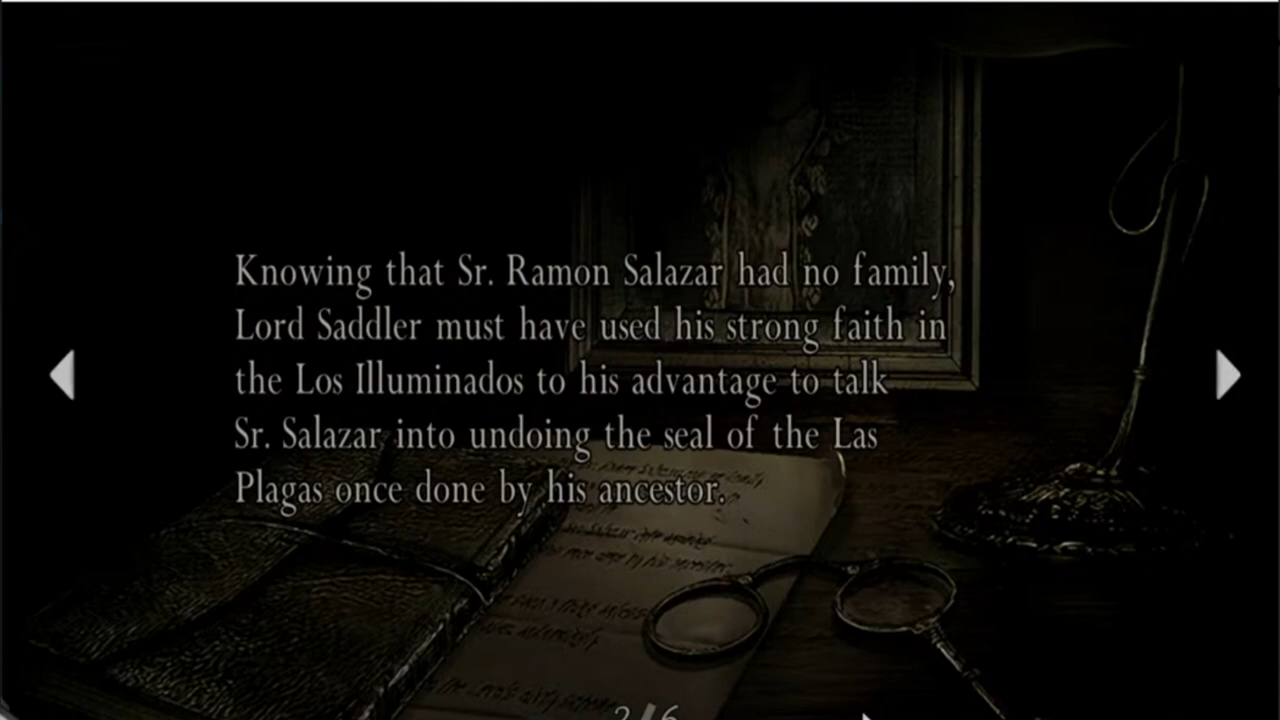 Knowing that Sr. Ramon Salazar had no family,
Lord Saddler must have used his strong faith in
the Los Illuminados to his advantage to talk
Sr. Salazar into undoing the seal of the Las
Plagas once done by his ancestor.
2/6